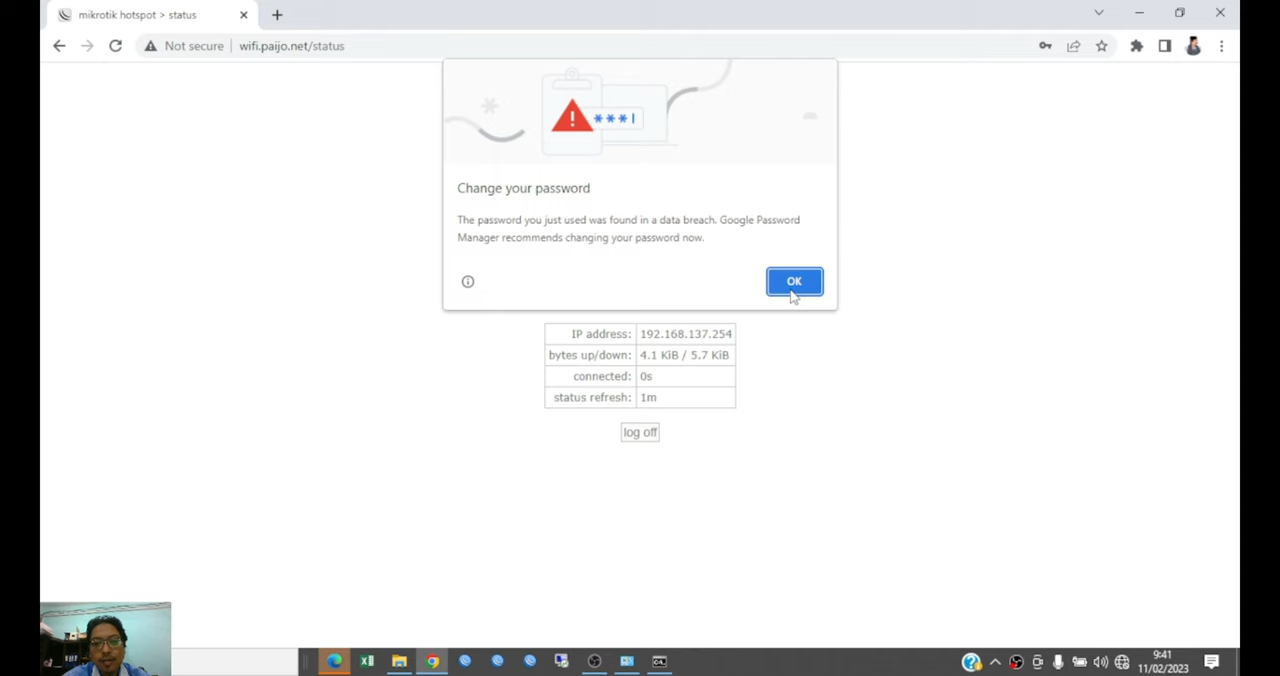 mikrotik hotspot > status
Not secure
wifi.paijo.net/status
***
Change your password
The password you just used was found in a data breach. Google Password
Manager recommends changing your password now.
OK
IP address: 192.168.137.254
bytes up/down: 4.1 KiB / 5.7 KiB
connected: 0s
status refresh: 1m
log off
9:41
11/02/2023